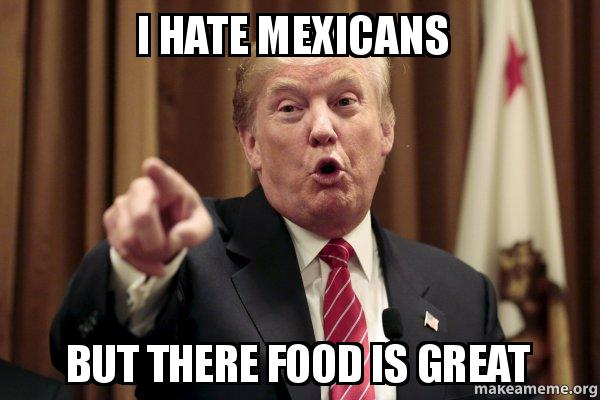 I HATE MEXICANS
BUT THERE FOOD IS GREAT
makeameme.org